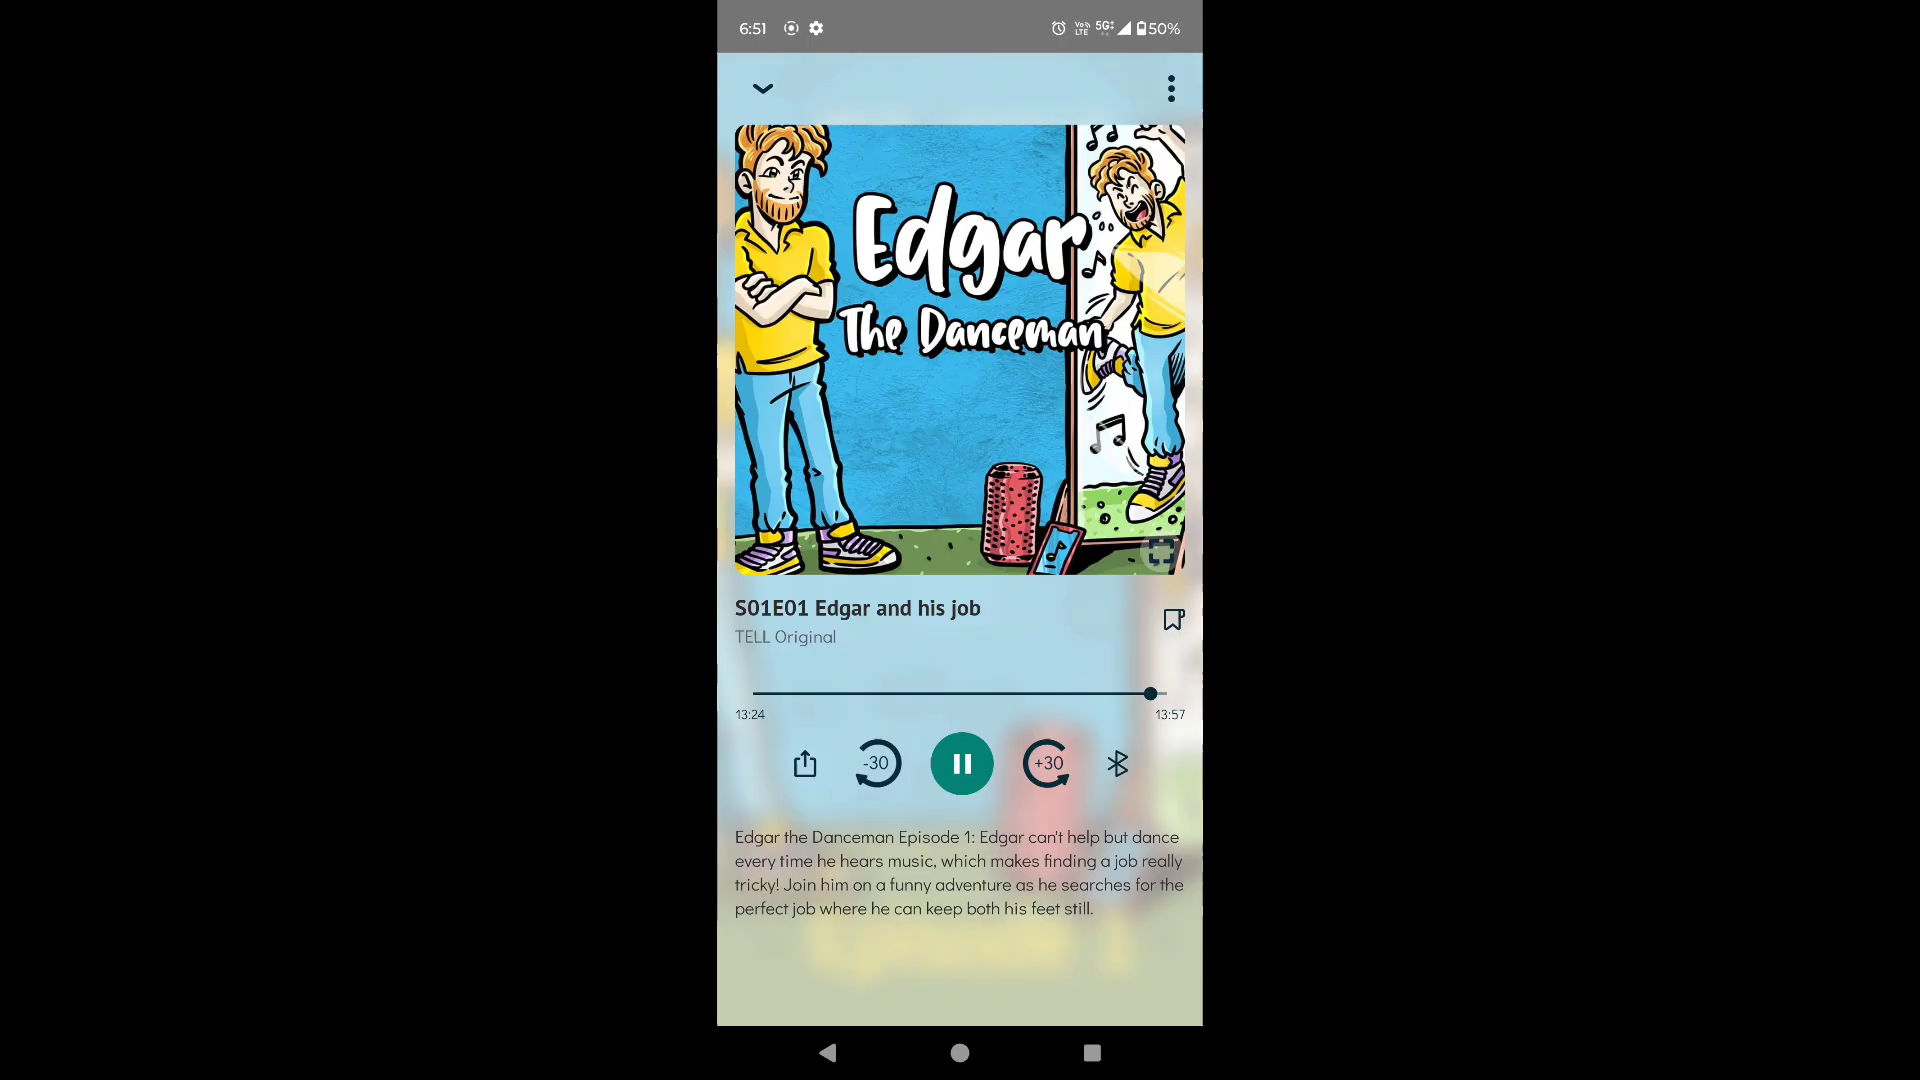 6:51
Vo LTE 5G 50%
Edgar
The Danceman
S01E01 Edgar and his job
TELL Original
13:24 13:57
-30 +30
Edgar the Danceman Episode 1: Edgar can't help but dance
every time he hears music, which makes finding a job really
tricky! Join him on a funny adventure as he searches for the
perfect job where he can keep both his feet still.